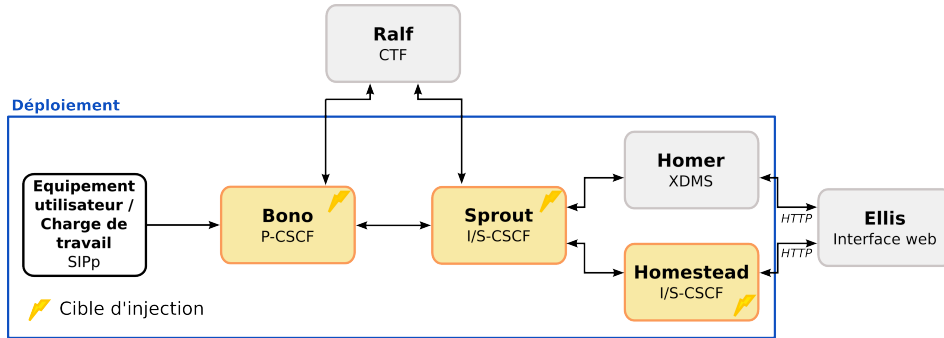 Ralf
CTF
Déploiement
Equipement
utilisateur /
Charge de
travail
SIPp
Bono
P-CSCF
Sprout
I/S-CSCF
Homer
XDMS
Homestead
I/S-CSCF
HTTP
HTTP
Ellis
Interface web
Cible d'injection